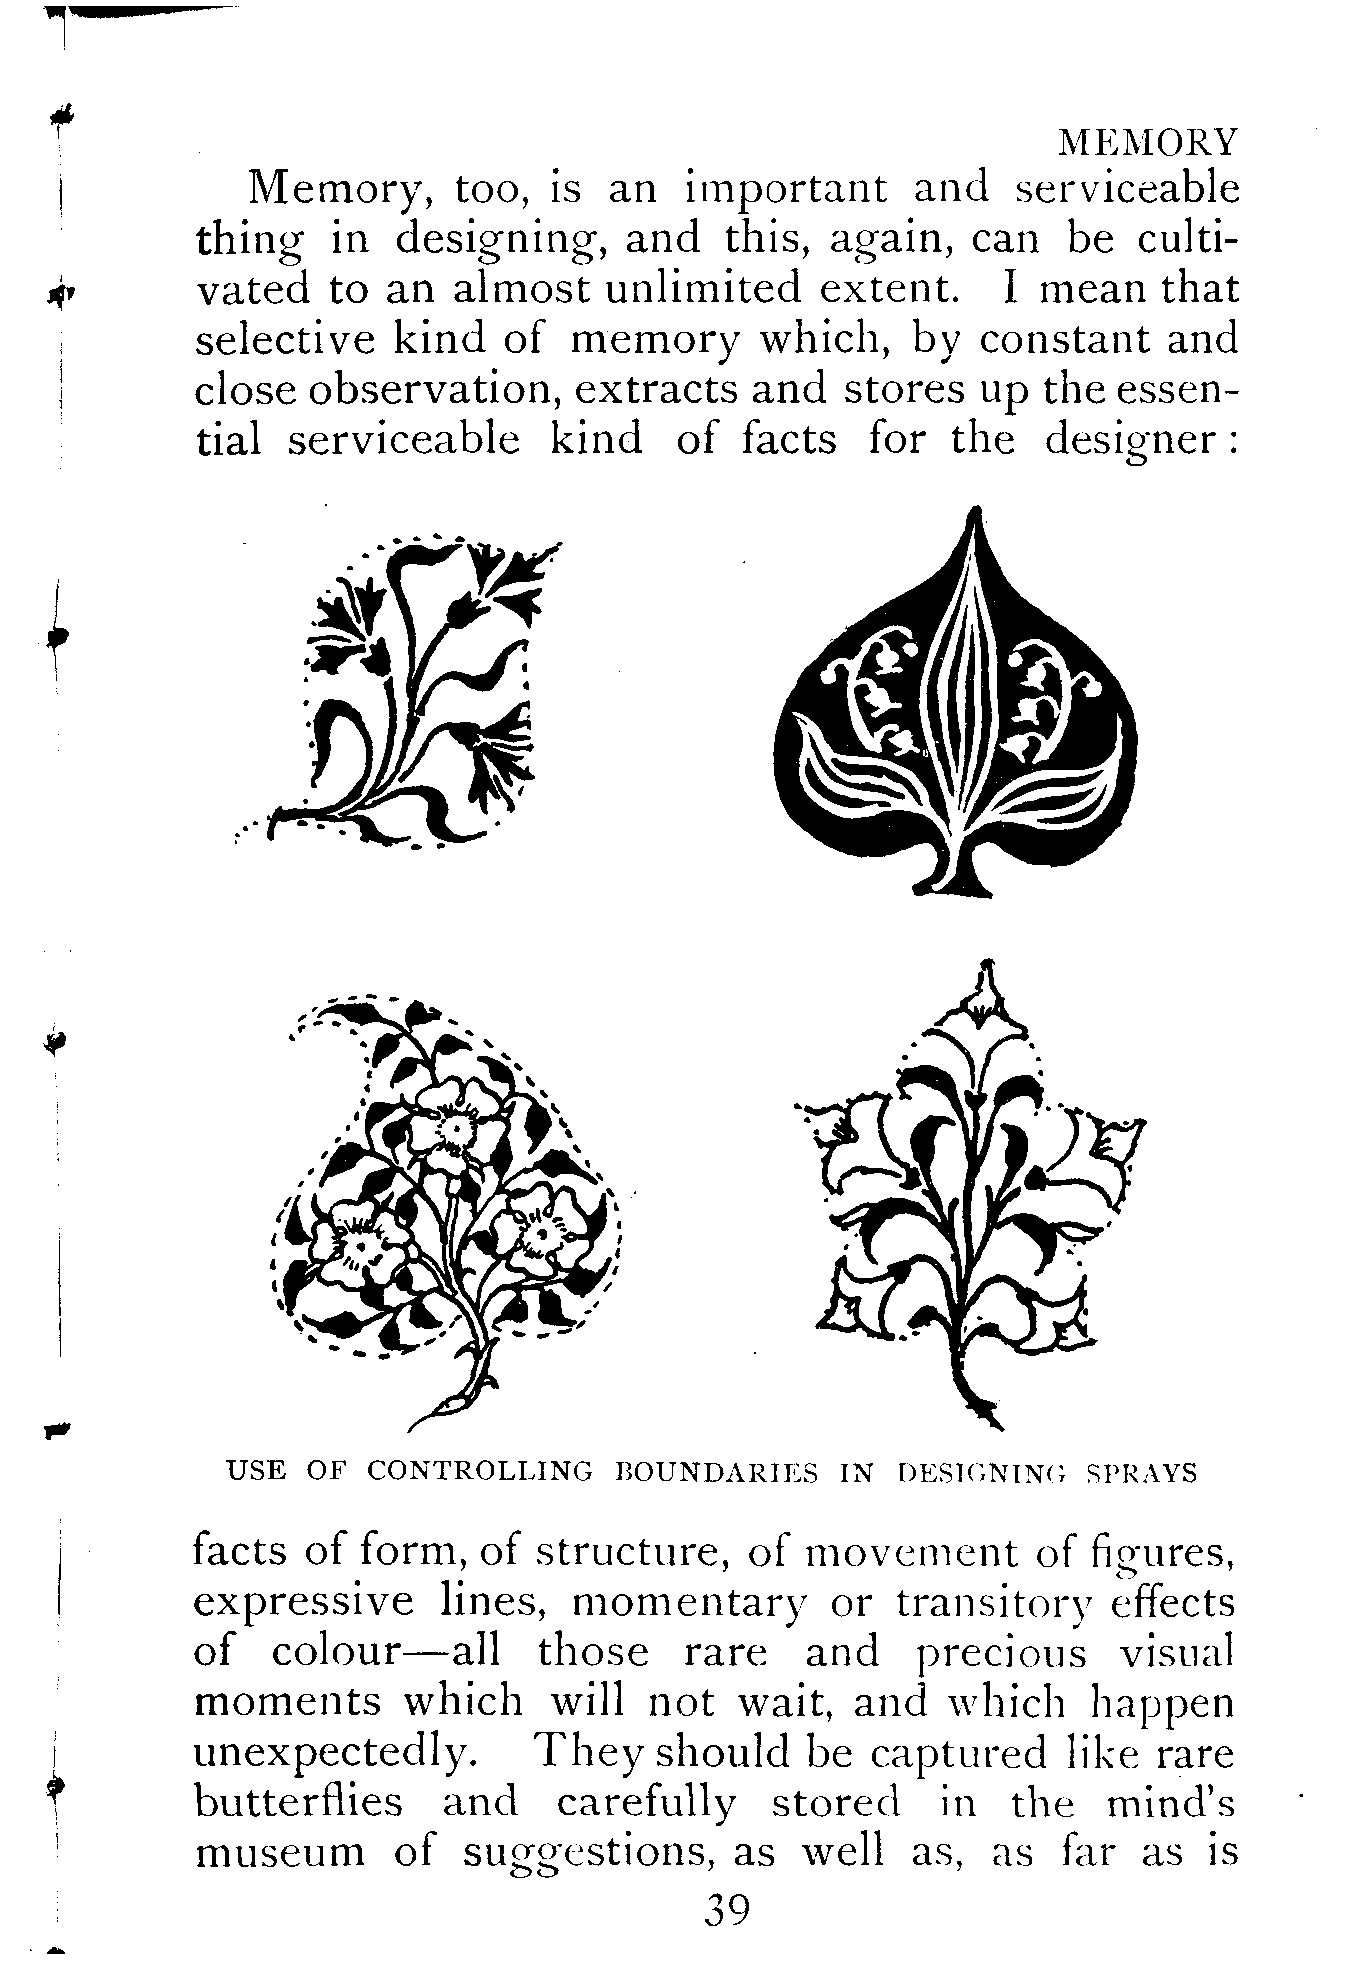 MEMORY
Memory, too, is an important and serviceable
thing in designing, and this, again, can be culti-
vated to an almost unlimited extent. I mean that
selective kind of memory which, by constant and
close observation, extracts and stores up the essen-
tial serviceable kind of facts for the designer:
USE OF CONTROLLING BOUNDARIES IN DESIGNING SPRAYS
facts of form, of structure, of movement of figures,
expressive lines, momentary or transitory effects
of colour—all those rare and precious visual
moments which will not wait, and which happen
unexpectedly. They should be captured like rare
butterflies and carefully stored in the mind's
museum of suggestions, as well as, as far as is
39